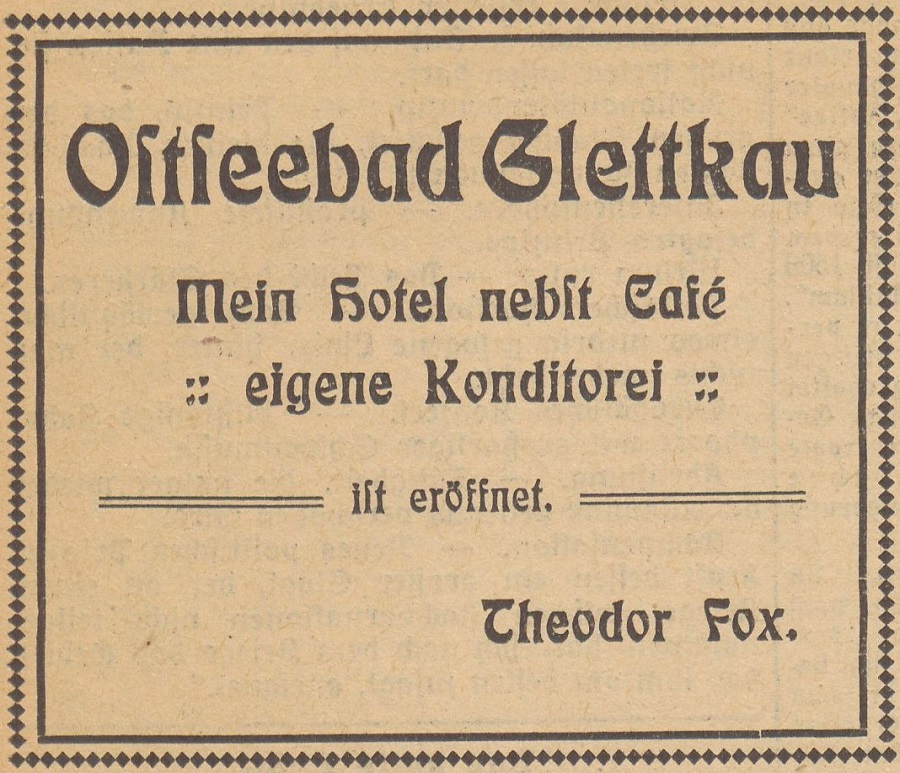 Oſtſeebad Glettkau
Mein Hotel nebſt Café
:: eigene Konditorei ::
iſt eröffnet.
Theodor Fox.